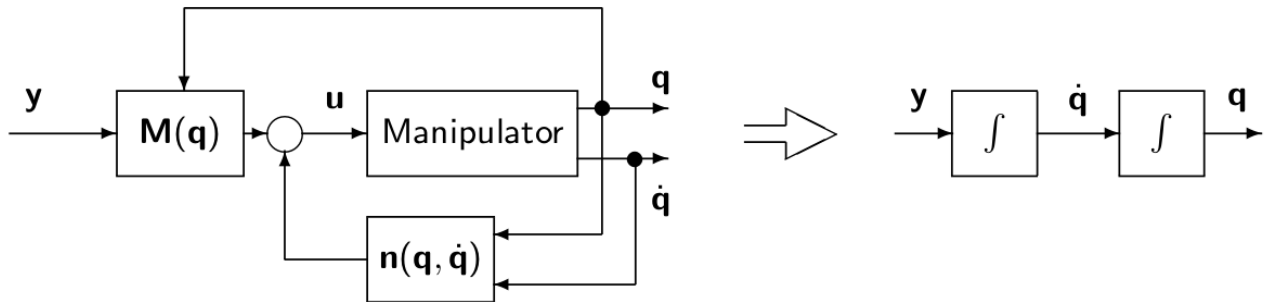 y
M(q)
u
Manipulator
q
q̇
n(q, q̇)
y
∫
q̇
∫
q